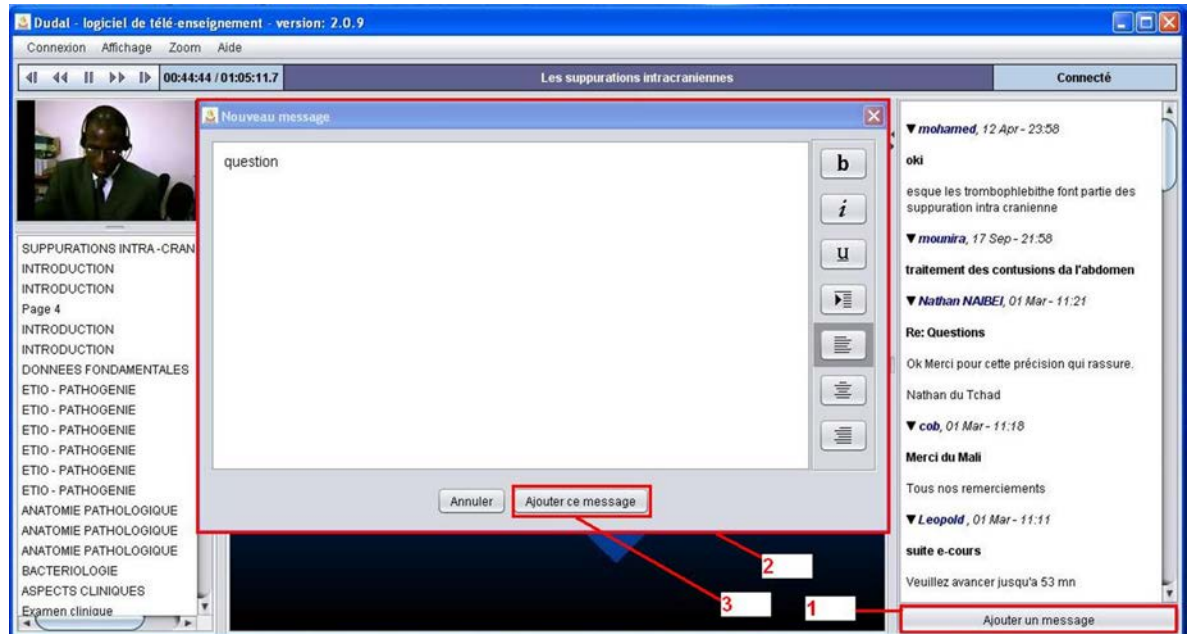 Dudal - logiciel de télé-enseignement - version: 2.0.9
Connexion Affichage Zoom Aide
00:44:44 / 01:05:11.7 Les suppurations intracraniennes Connecté
Nouveau message
question
b
i
u
Annuler Ajouter ce message
SUPPURATIONS INTRA-CRAN
INTRODUCTION
INTRODUCTION
Page 4
INTRODUCTION
INTRODUCTION
DONNEES FONDAMENTALES
ETIO - PATHOGENIE
ETIO - PATHOGENIE
ETIO - PATHOGENIE
ETIO - PATHOGENIE
ETIO - PATHOGENIE
ETIO - PATHOGENIE
ANATOMIE PATHOLOGIQUE
ANATOMIE PATHOLOGIQUE
ANATOMIE PATHOLOGIQUE
BACTERIOLOGIE
ASPECTS CLINIQUES
Examen clinique
mohamed, 12 Apr - 23:58
oki
esque les trombophlebithe font partie des
suppuration intra cranienne
mounira, 17 Sep - 21:58
traitement des contusions da l'abdomen
Nathan NAIBEI, 01 Mar - 11:21
Re: Questions
Ok Merci pour cette précision qui rassure.
Nathan du Tchad
cob, 01 Mar - 11:18
Merci du Mali
Tous nos remerciements
Leopold , 01 Mar - 11:11
suite e-cours
Veuillez avancer jusqu'a 53 mn
Ajouter un message
2
3
1